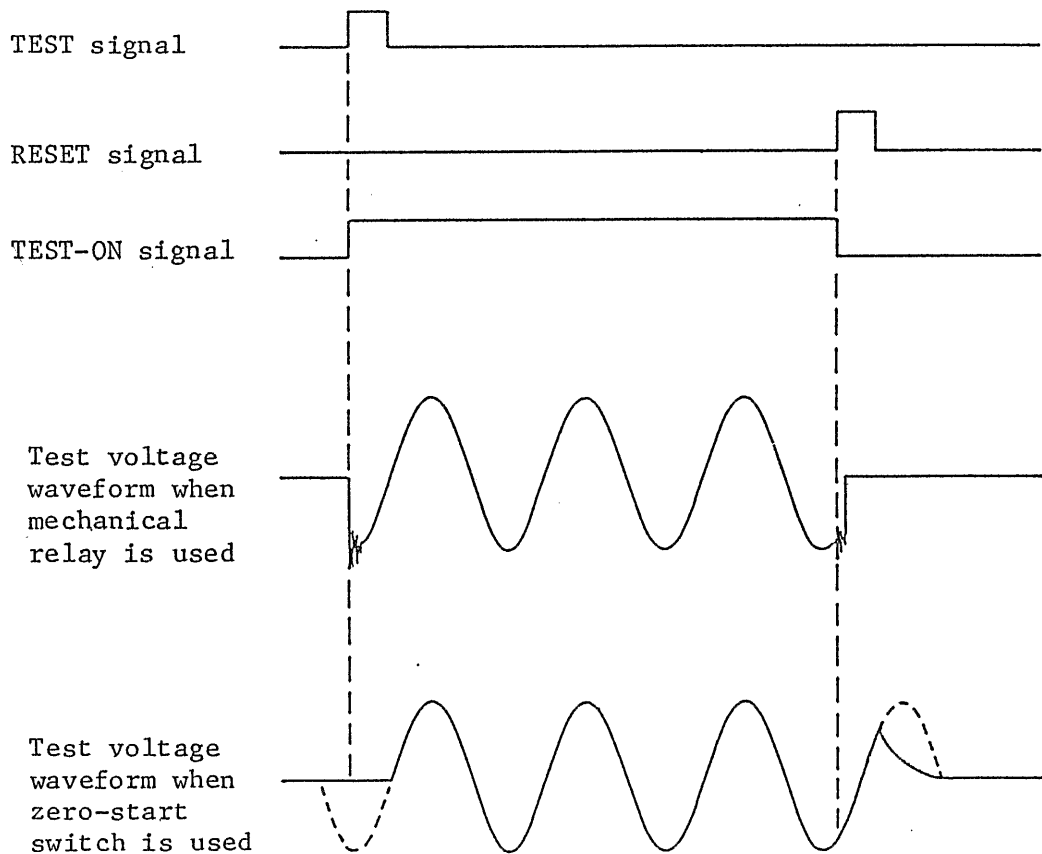 TEST signal
RESET signal
TEST-ON signal
Test voltage
waveform when
mechanical
relay is used
Test voltage
waveform when
zero-start
switch is used